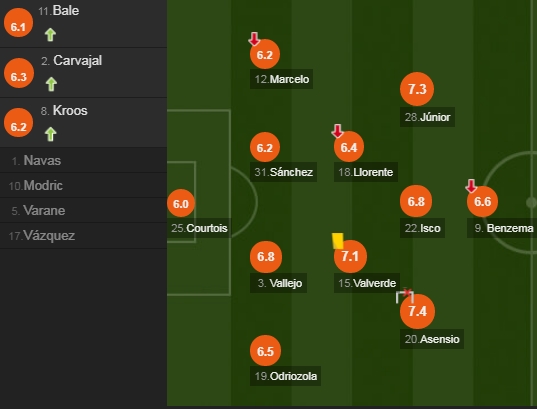 11. Bale
6.1
2. Carvajal
6.3
8. Kroos
6.2
1. Navas
10. Modric
5. Varane
17. Vázquez
6.2
12. Marcelo
7.3
28. Júnior
6.2
31. Sánchez
6.4
18. Llorente
6.0
25. Courtois
6.8
22. Isco
6.6
9. Benzema
6.8
3. Vallejo
7.1
15. Valverde
7.4
20. Asensio
6.5
19. Odriozola